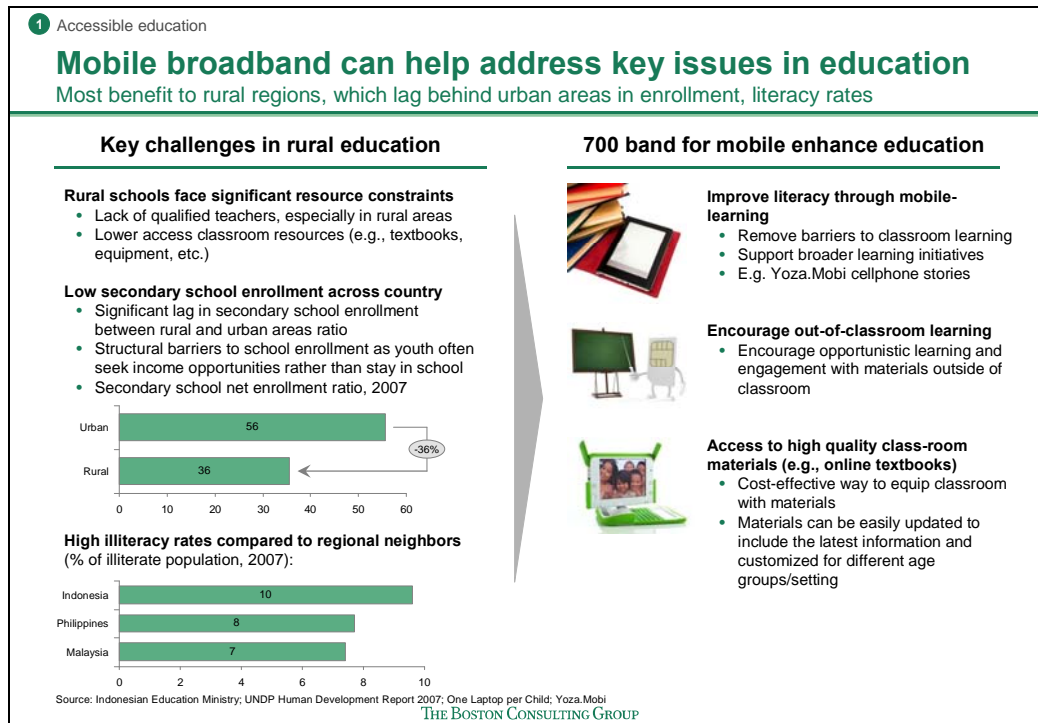 1 Accessible education
Mobile broadband can help address key issues in education
Most benefit to rural regions, which lag behind urban areas in enrollment, literacy rates
Key challenges in rural education
Rural schools face significant resource constraints
• Lack of qualified teachers, especially in rural areas
• Lower access classroom resources (e.g., textbooks,
equipment, etc.)
Low secondary school enrollment across country
• Significant lag in secondary school enrollment
between rural and urban areas ratio
• Structural barriers to school enrollment as youth often
seek income opportunities rather than stay in school
• Secondary school net enrollment ratio, 2007
Urban 56
-36%
Rural 36
0 10 20 30 40 50 60
High illiteracy rates compared to regional neighbors
(% of illiterate population, 2007):
Indonesia 10
Philippines 8
Malaysia 7
0 2 4 6 8 10
700 band for mobile enhance education
Improve literacy through mobile-
learning
• Remove barriers to classroom learning
• Support broader learning initiatives
• E.g. Yoza.Mobi cellphone stories
Encourage out-of-classroom learning
• Encourage opportunistic learning and
engagement with materials outside of
classroom
Access to high quality class-room
materials (e.g., online textbooks)
• Cost-effective way to equip classroom
with materials
• Materials can be easily updated to
include the latest information and
customized for different age
groups/setting
Source: Indonesian Education Ministry; UNDP Human Development Report 2007; One Laptop per Child; Yoza.Mobi
THE BOSTON CONSULTING GROUP